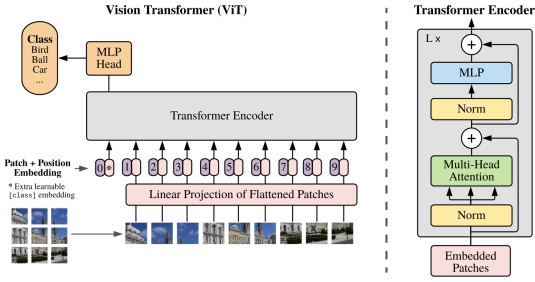 Vision Transformer (ViT)
Class
Bird
Ball
Car
...
MLP
Head
Transformer Encoder
Patch + Position
Embedding
0 * 1 2 3 4 5 6 7 8 9
* Extra learnable
[class] embedding
Linear Projection of Flattened Patches
Transformer Encoder
L x
+
MLP
Norm
+
Multi-Head
Attention
Norm
Embedded
Patches